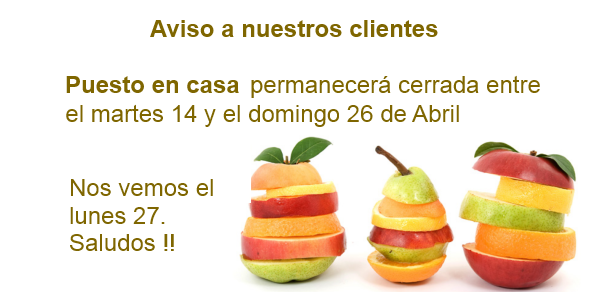 Aviso a nuestros clientes
Puesto en casa permanecerá cerrada entre
el martes 14 y el domingo 26 de Abril
Nos vemos el
lunes 27.
Saludos !!